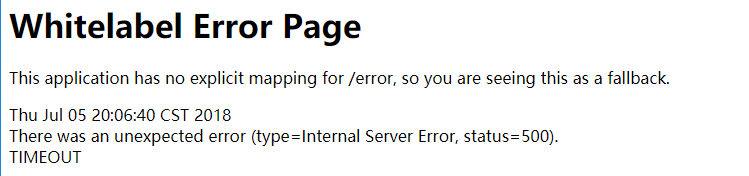 Whitelabel Error Page
This application has no explicit mapping for /error, so you are seeing this as a fallback.
Thu Jul 05 20:06:40 CST 2018
There was an unexpected error (type=Internal Server Error, status=500).
TIMEOUT